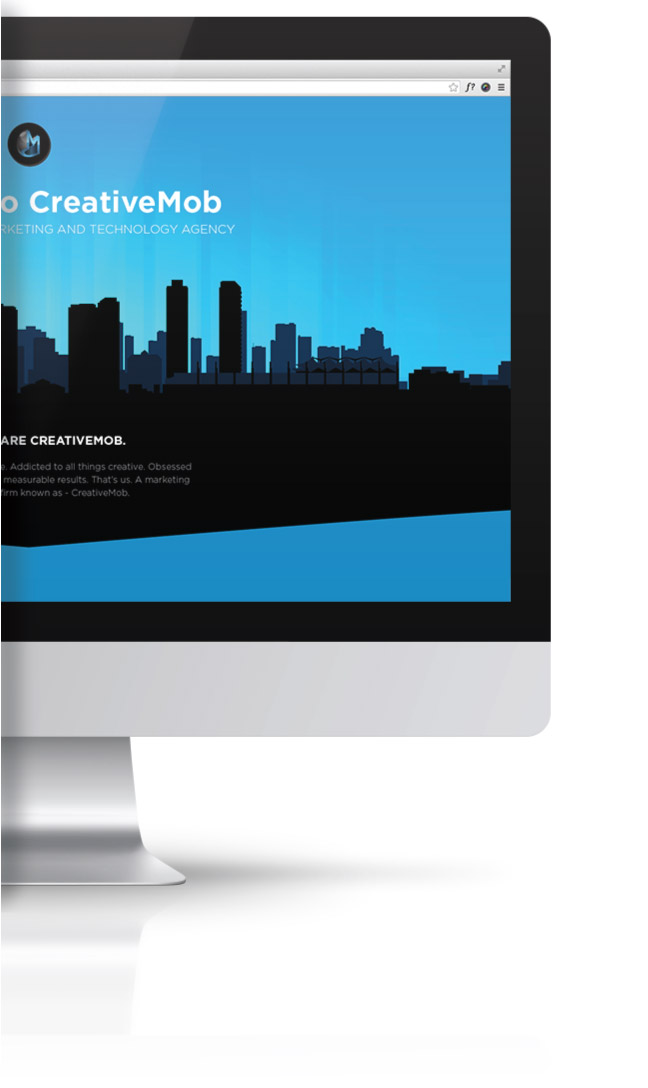 f?
o CreativeMob
RKETING AND TECHNOLOGY AGENCY
ARE CREATIVEMOB.
e. Addicted to all things creative. Obsessed
measurable results. That's us. A marketing
firm known as - CreativeMob.